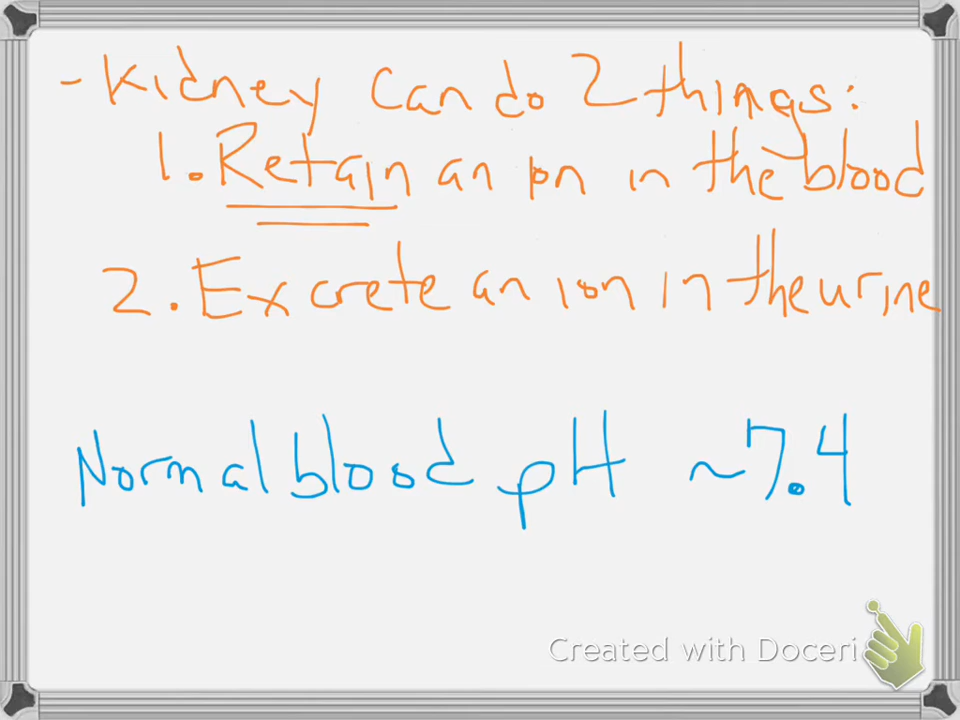 - Kidney can do 2 things:
1. Retain an ion in the blood
2. Excrete an ion in the urine
Normal blood pH ~7.4
Created with Doceri